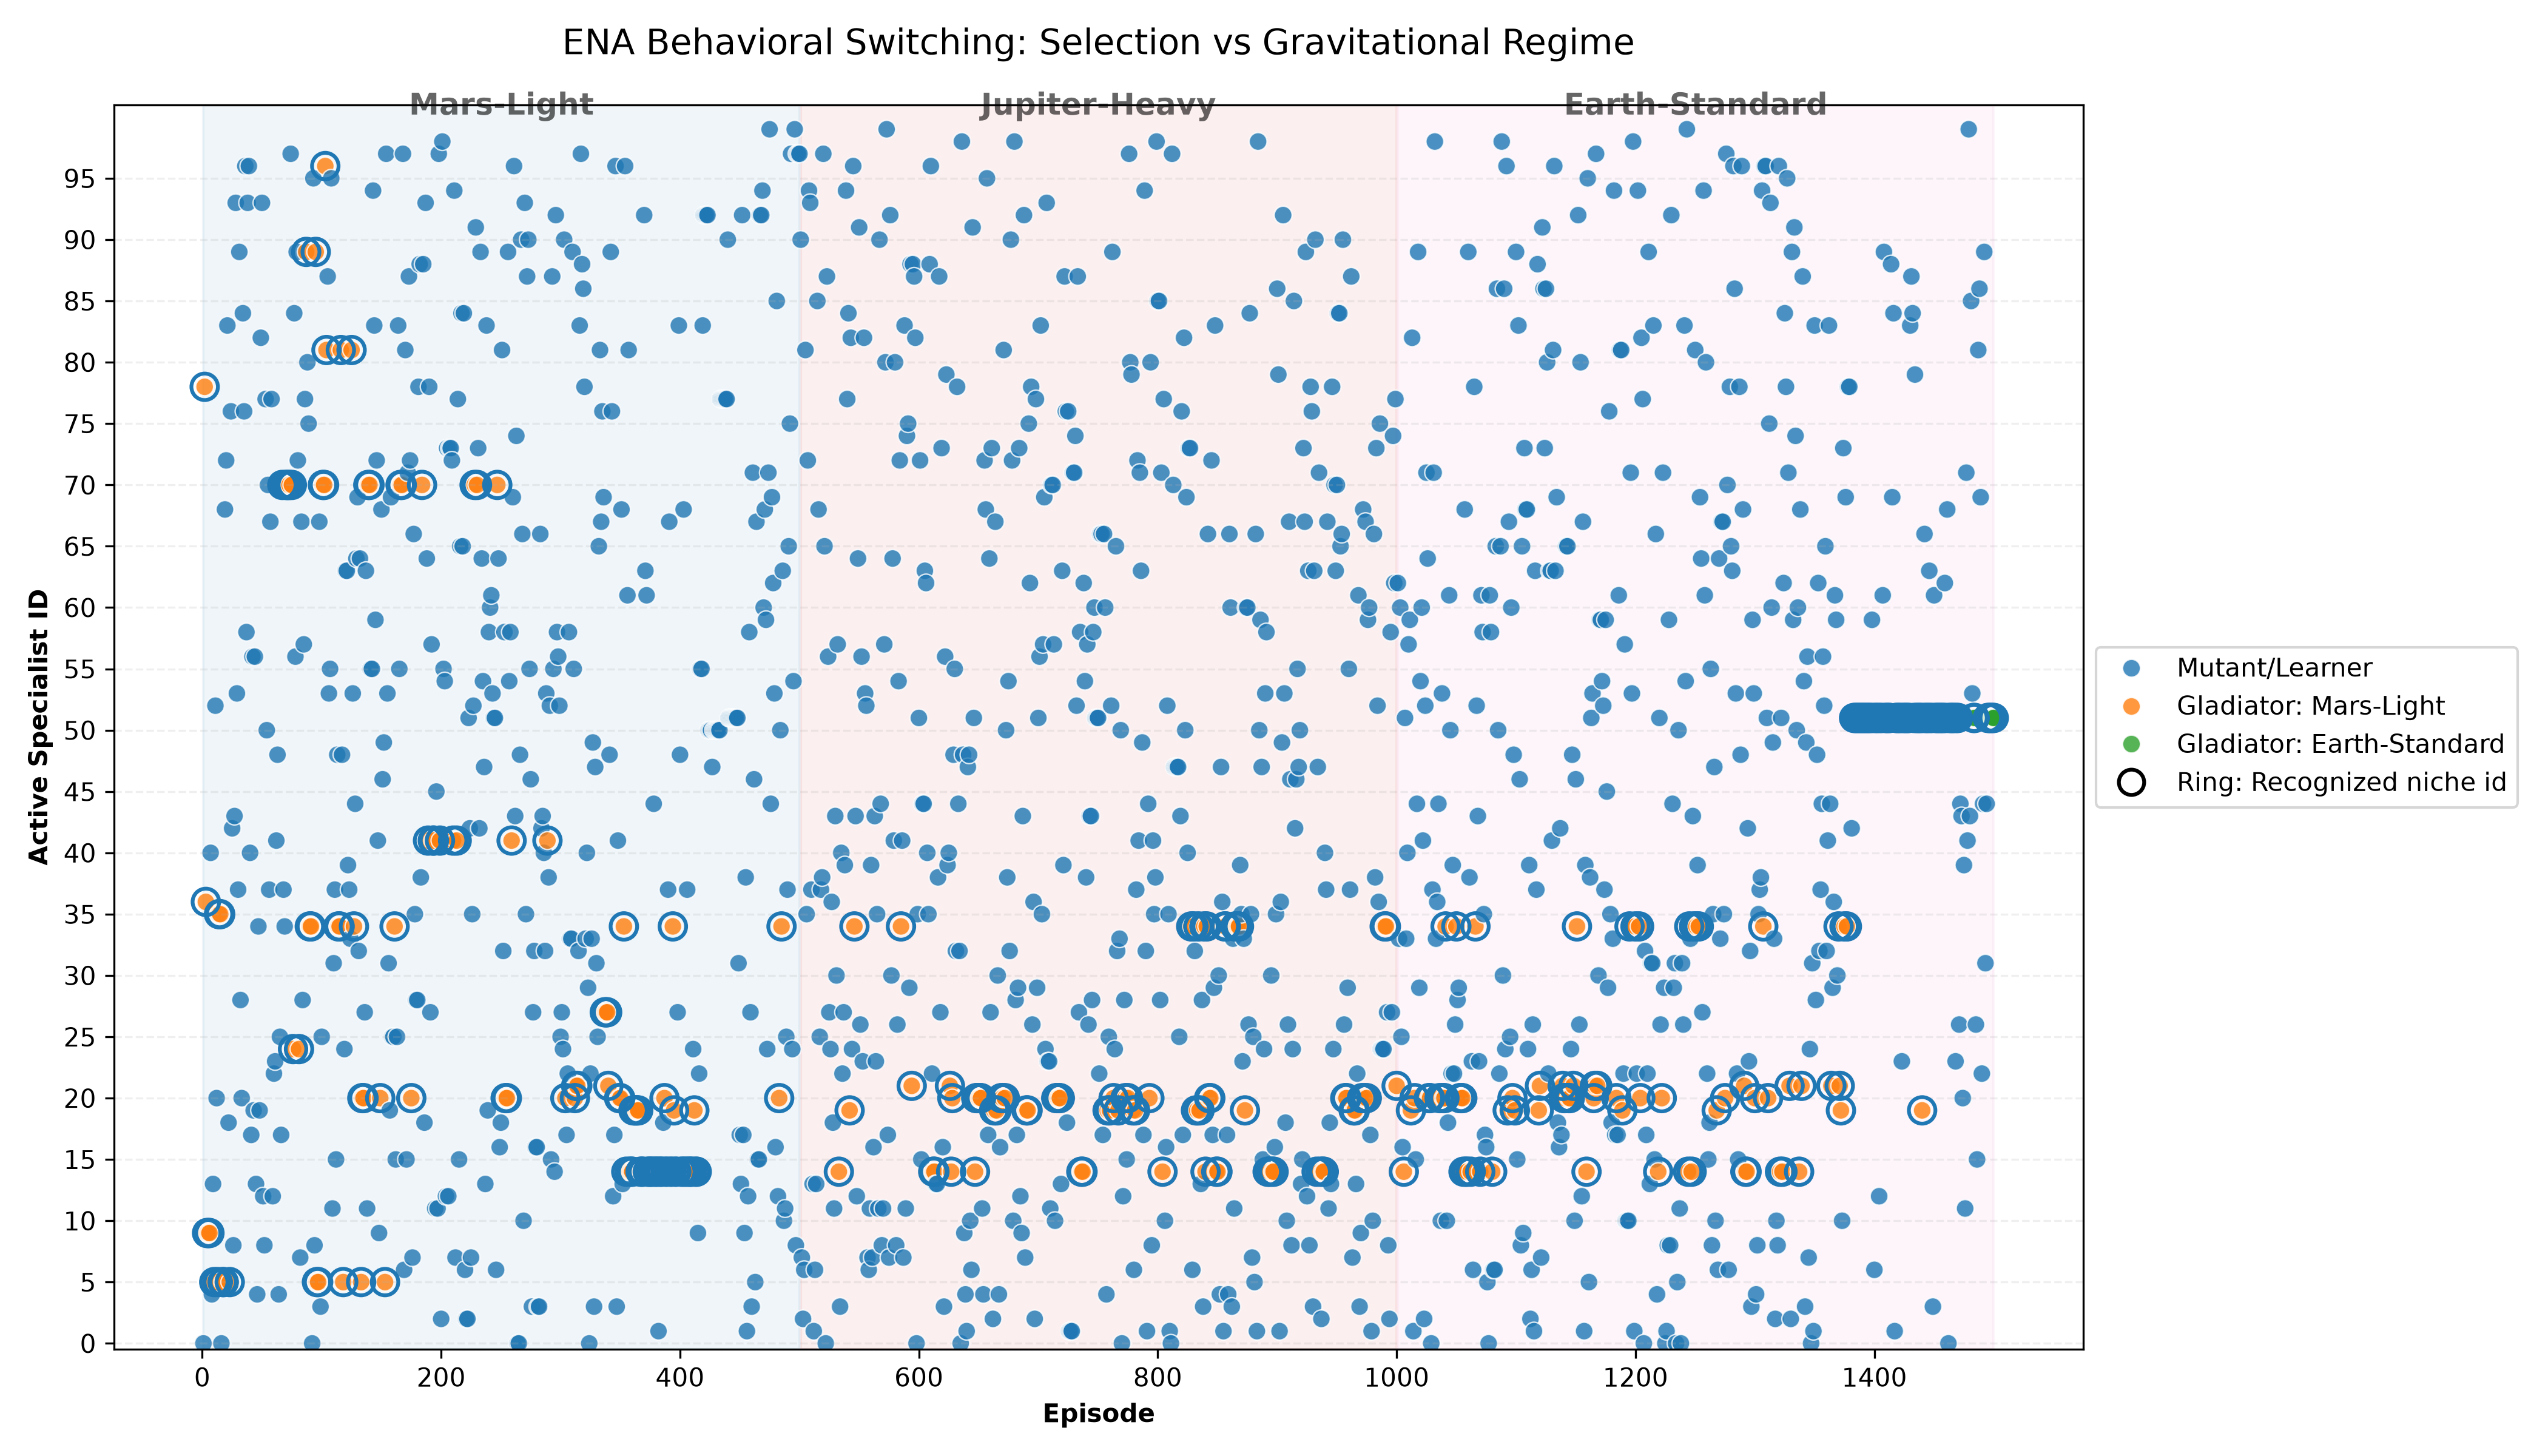 ENA Behavioral Switching: Selection vs Gravitational Regime
Mars-Light
Jupiter-Heavy
Earth-Standard
95
90
85
80
75
70
65
60
55
50
45
40
35
30
25
20
15
10
5
0
Active Specialist ID
0
200
400
600
800
1000
1200
1400
Episode
Mutant/Learner
Gladiator: Mars-Light
Gladiator: Earth-Standard
Ring: Recognized niche id